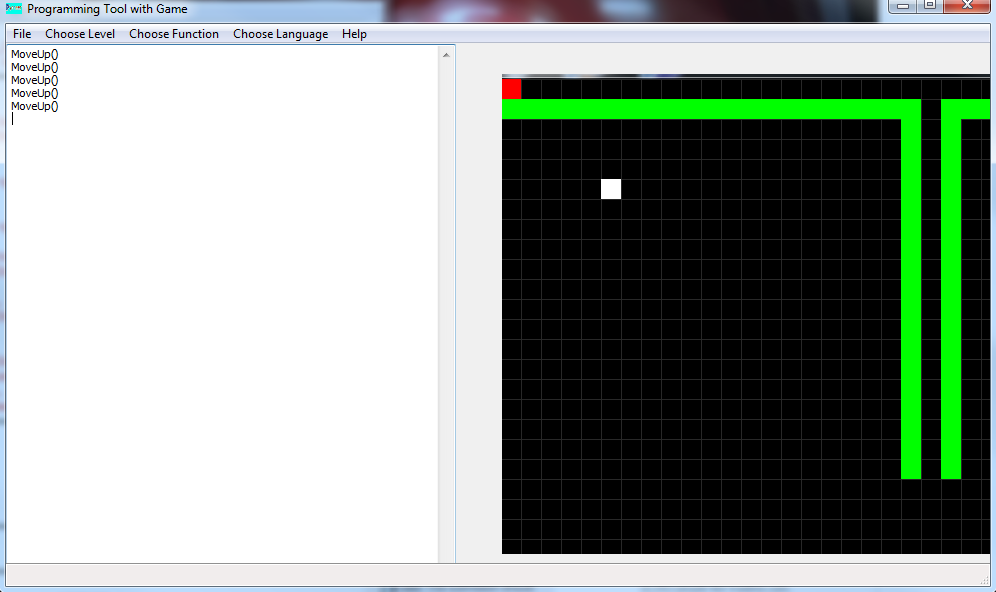 Programming Tool with Game
File Choose Level Choose Function Choose Language Help
MoveUp()
MoveUp()
MoveUp()
MoveUp()
MoveUp()